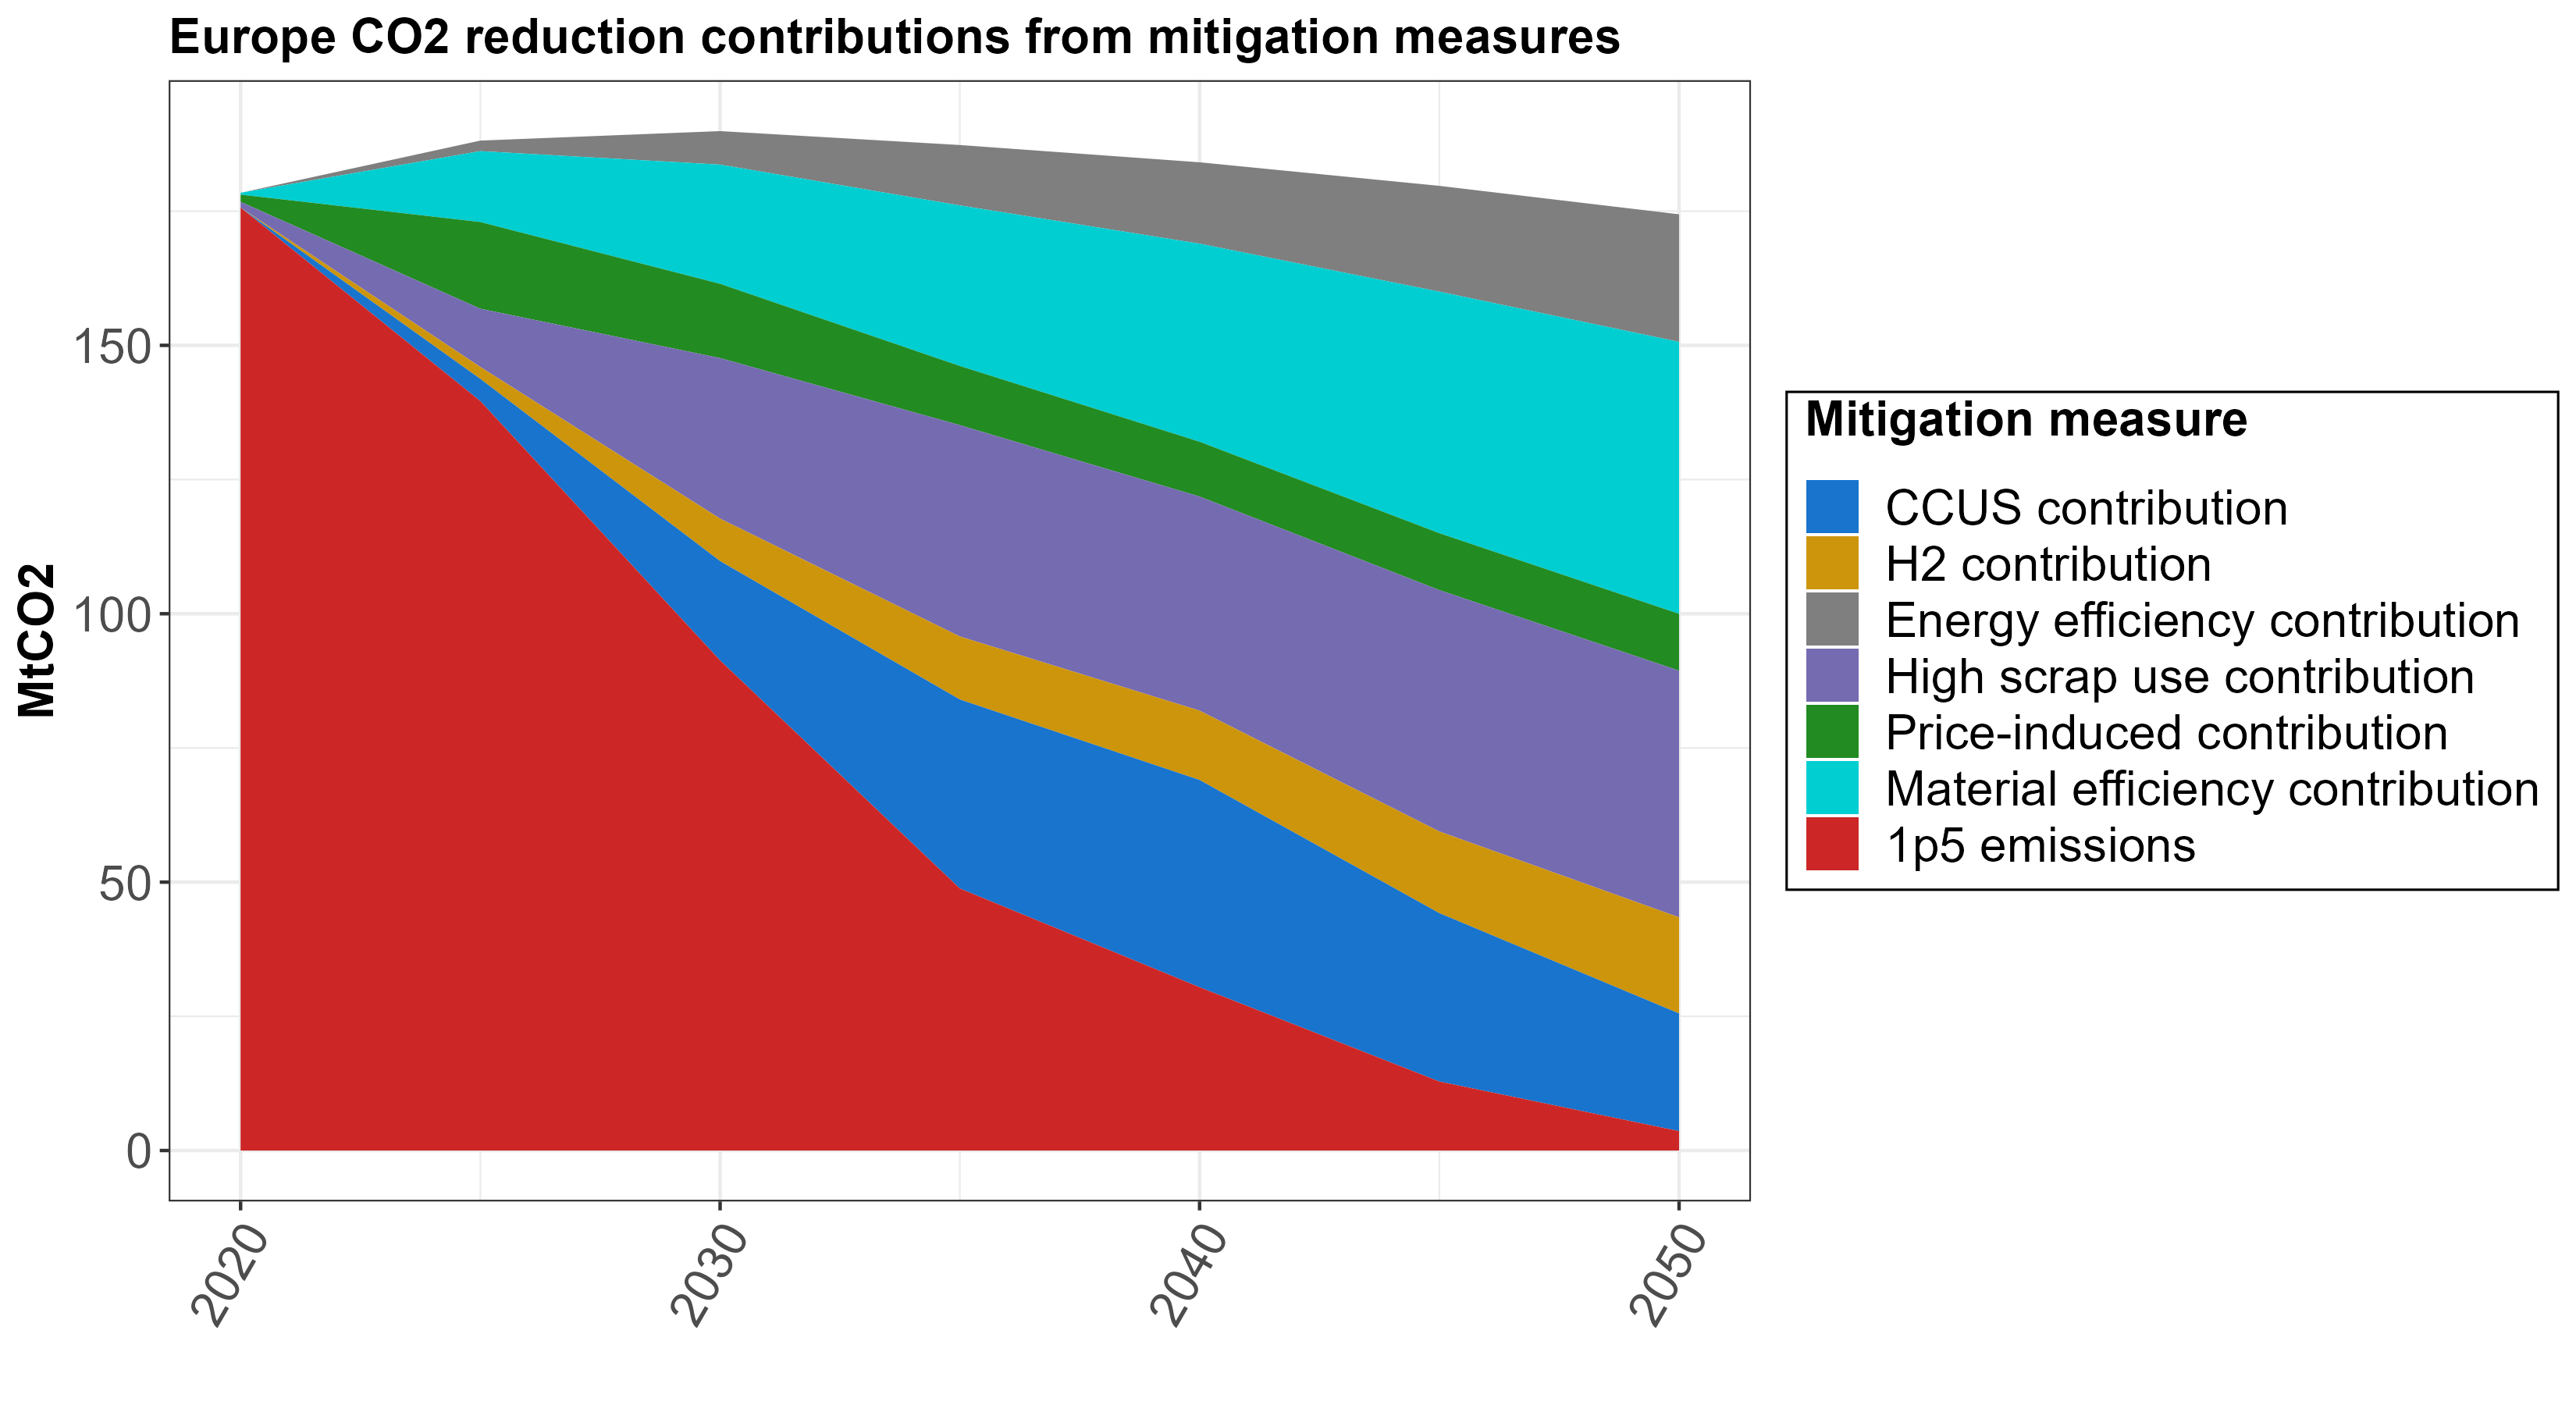 Europe CO2 reduction contributions from mitigation measures
MtCO2
150
100
50
0
2020
2030
2040
2050
Mitigation measure
CCUS contribution
H2 contribution
Energy efficiency contribution
High scrap use contribution
Price-induced contribution
Material efficiency contribution
1p5 emissions